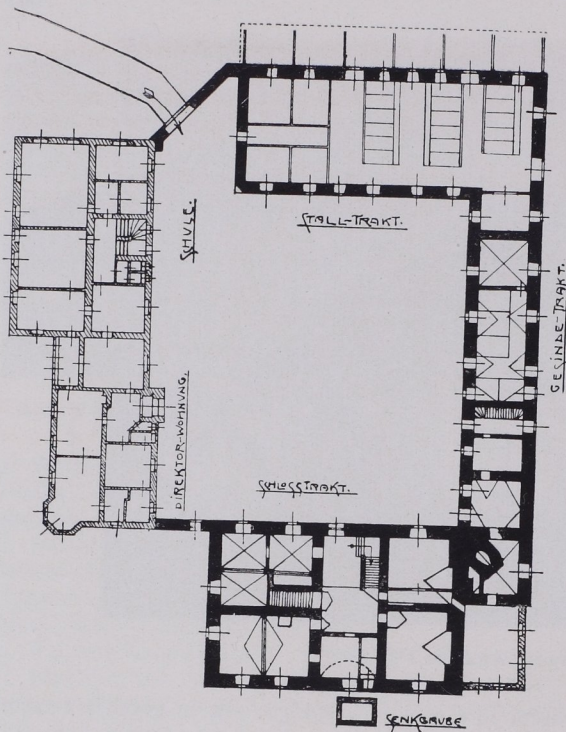 STALL-TRAKT.
SCHULE.
GESINDE-TRAKT.
DIREKTOR-WOHNUNG.
SCHLOSSTRAKT.
SENKGRUBE